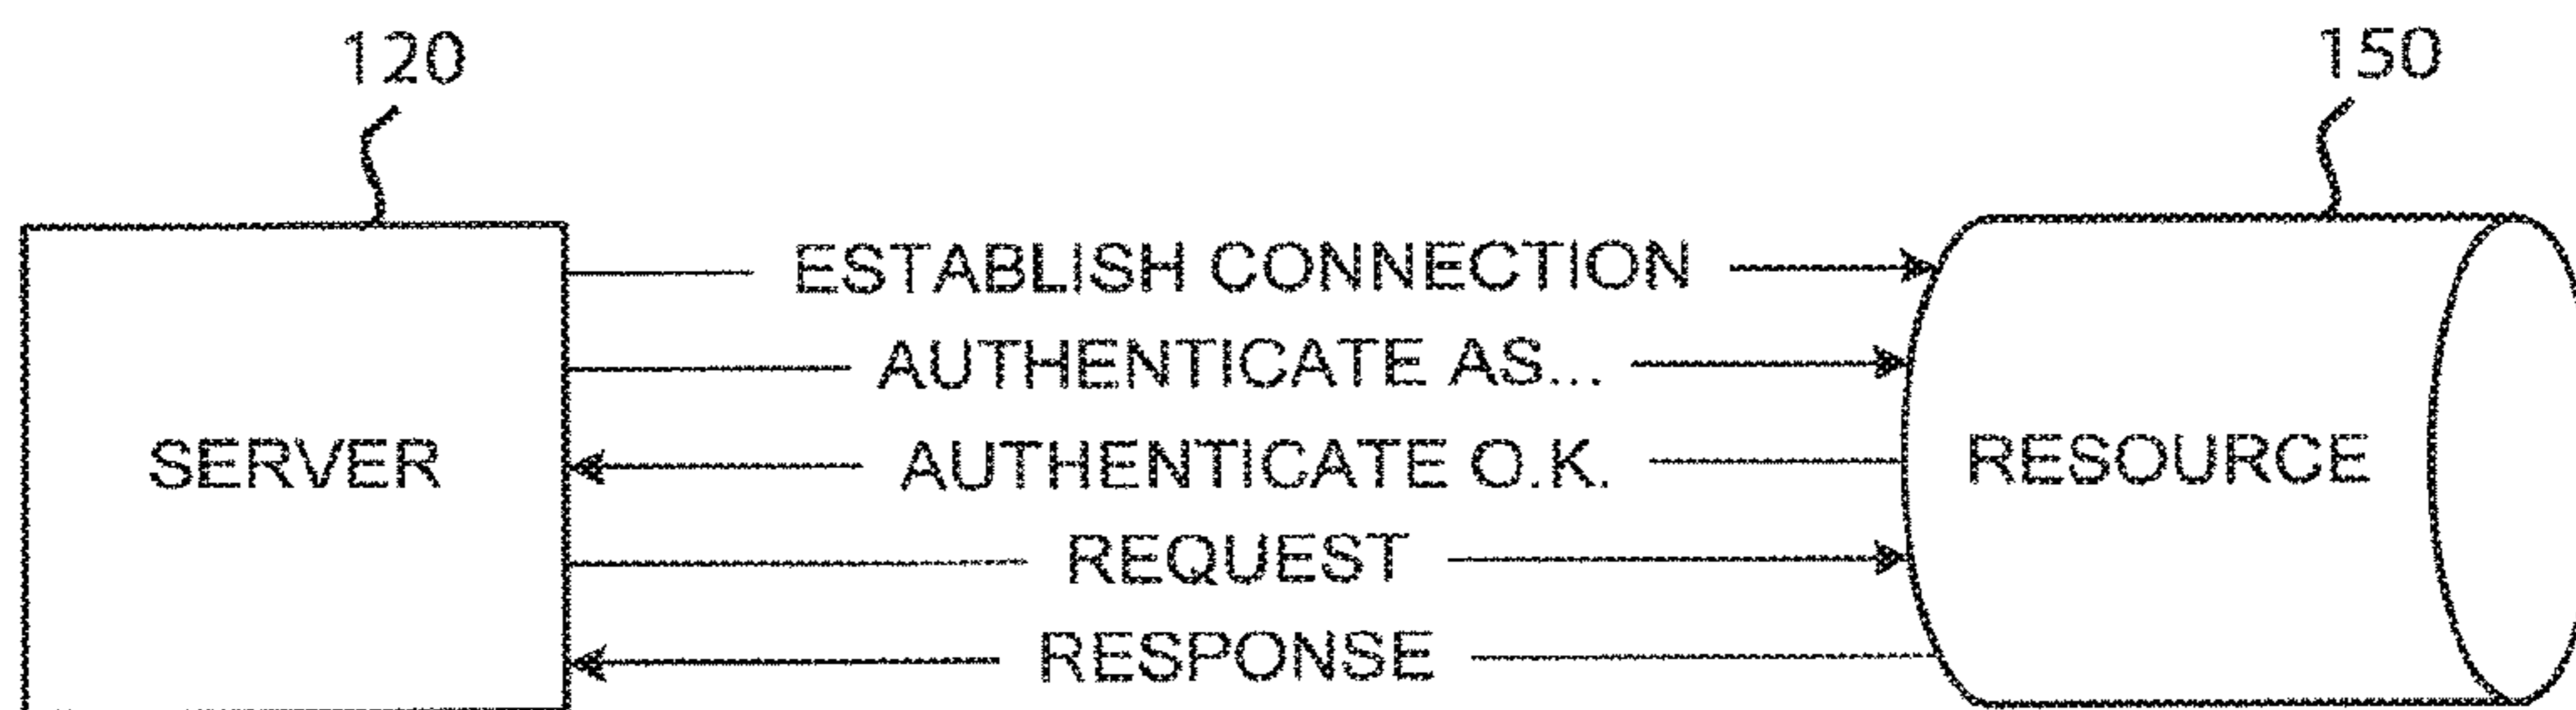 120
150
ESTABLISH CONNECTION
AUTHENTICATE AS...
SERVER
AUTHENTICATE O.K.
RESOURCE
REQUEST
RESPONSE